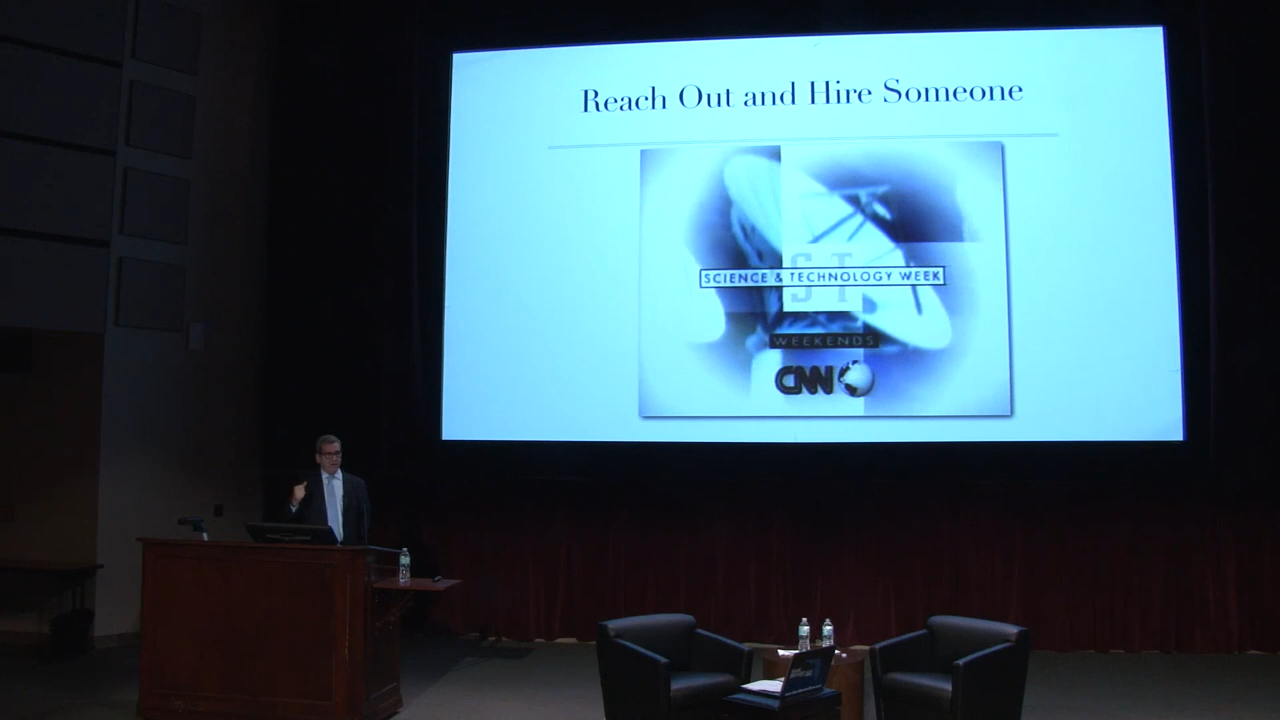 Reach Out and Hire Someone
ST
SCIENCE & TECHNOLOGY WEEK
WEEKENDS
CNN